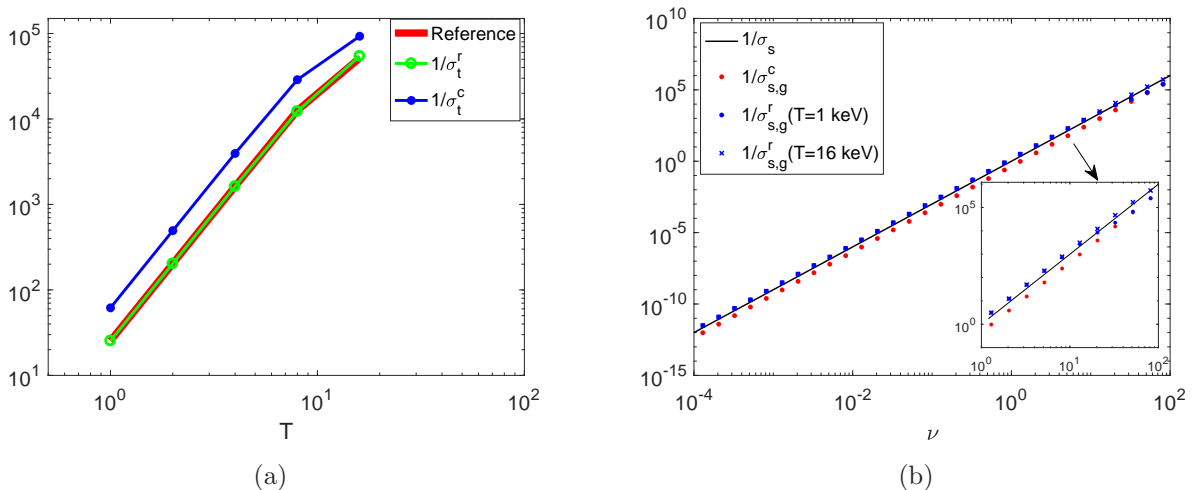 10^5
10^4
10^3
10^2
10^1
10^0
10^1
10^2
T
Reference
1/σ_t^r
1/σ_t^c
(a)
10^10
10^5
10^0
10^-5
10^-10
10^-15
10^-4
10^-2
10^0
10^2
ν
1/σ_s
1/σ_{s,g}^c
1/σ_{s,g}^r(T=1 keV)
1/σ_{s,g}^r(T=16 keV)
10^5
10^0
10^0
10^1
10^2
(b)